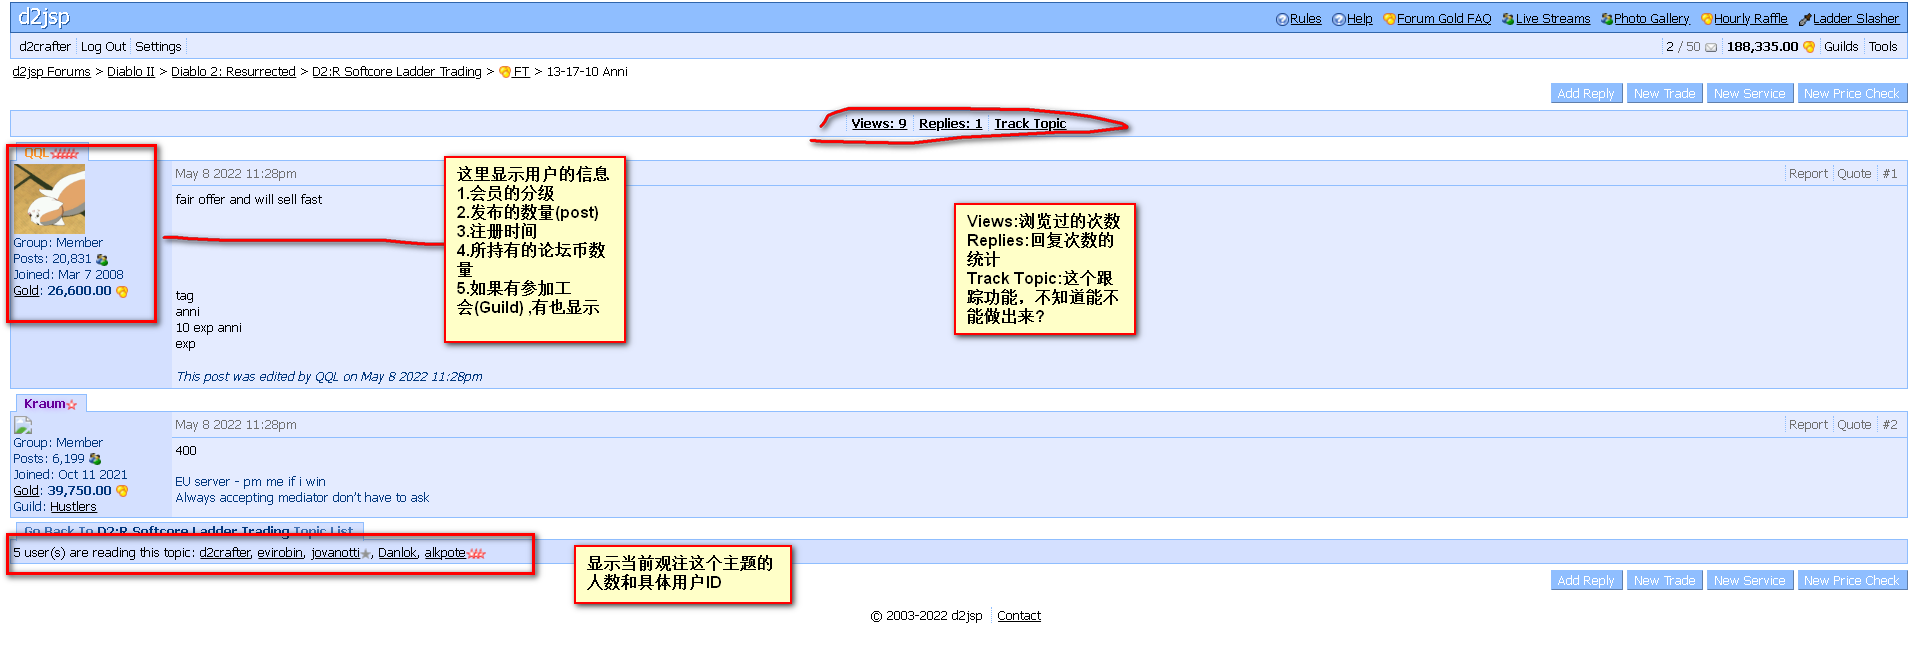 d2jsp
Rules Help Forum Gold FAQ Live Streams Photo Gallery Hourly Raffle Ladder Slasher
d2crafter Log Out Settings
2 / 50 188,335.00 Guilds Tools
d2jsp Forums > Diablo II > Diablo 2: Resurrected > D2:R Softcore Ladder Trading > FT > 13-17-10 Anni
Add Reply New Trade New Service New Price Check
Views: 9 Replies: 1 Track Topic
QQL
May 8 2022 11:28pm
Report Quote #1
fair offer and will sell fast
Group: Member
Posts: 20,831
Joined: Mar 7 2008
Gold: 26,600.00
这里显示用户的信息
1.会员的分级
2.发布的数量(post)
3.注册时间
4.所持有的论坛币数
量
5.如果有参加工
会(Guild) ,有也显示
Views:浏览过的次数
Replies:回复次数的
统计
Track Topic:这个跟
踪功能，不知道能不
能做出来?
tag
anni
10 exp anni
exp
This post was edited by QQL on May 8 2022 11:28pm
Kraum
May 8 2022 11:28pm
Report Quote #2
400
Group: Member
Posts: 6,199
Joined: Oct 11 2021
Gold: 39,750.00
Guild: Hustlers
EU server - pm me if i win
Always accepting mediator don't have to ask
Go Back To D2:R Softcore Ladder Trading Topic List
5 user(s) are reading this topic: d2crafter, evirobin, jovanotti, Danlok, alkpote
显示当前观注这个主题的
人数和具体用户ID
Add Reply New Trade New Service New Price Check
© 2003-2022 d2jsp Contact